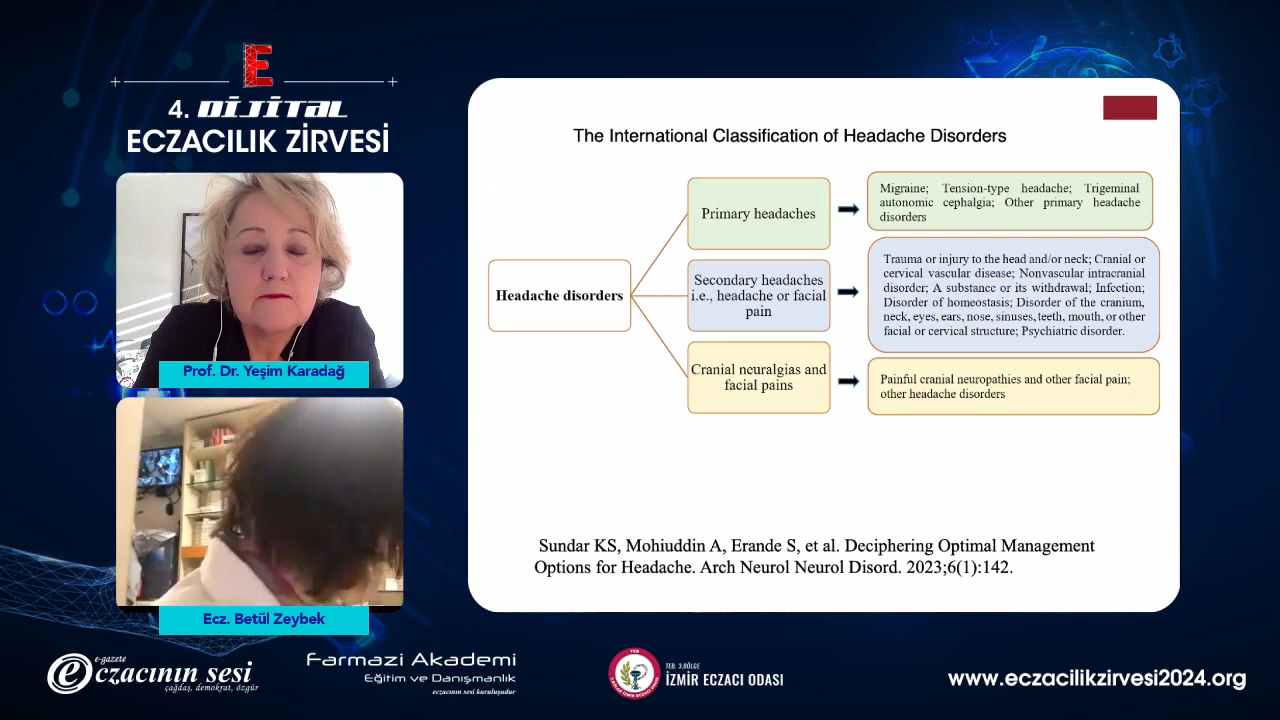 E
4. DİJİTAL
ECZACILIK ZİRVESİ
Prof. Dr. Yeşim Karadağ
Ecz. Betül Zeybek
The International Classification of Headache Disorders
Headache disorders
Primary headaches
Migraine; Tension-type headache; Trigeminal
autonomic cephalgia; Other primary headache
disorders
Secondary headaches
i.e., headache or facial
pain
Trauma or injury to the head and/or neck; Cranial or
cervical vascular disease; Nonvascular intracranial
disorder; A substance or its withdrawal; Infection;
Disorder of homeostasis; Disorder of the cranium,
neck, eyes, ears, nose, sinuses, teeth, mouth, or other
facial or cervical structure; Psychiatric disorder.
Cranial neuralgias and
facial pains
Painful cranial neuropathies and other facial pain;
other headache disorders
Sundar KS, Mohiuddin A, Erande S, et al. Deciphering Optimal Management
Options for Headache. Arch Neurol Neurol Disord. 2023;6(1):142.
e-gazete
eczacının sesi
çağdaş, demokrat, özgür
Farmazi Akademi
Eğitim ve Danışmanlık
eczacının sesi kuruluşudur
TEB
TEB. 3.BÖLGE
İZMİR ECZACI ODASI
www.eczacilikzirvesi2024.org